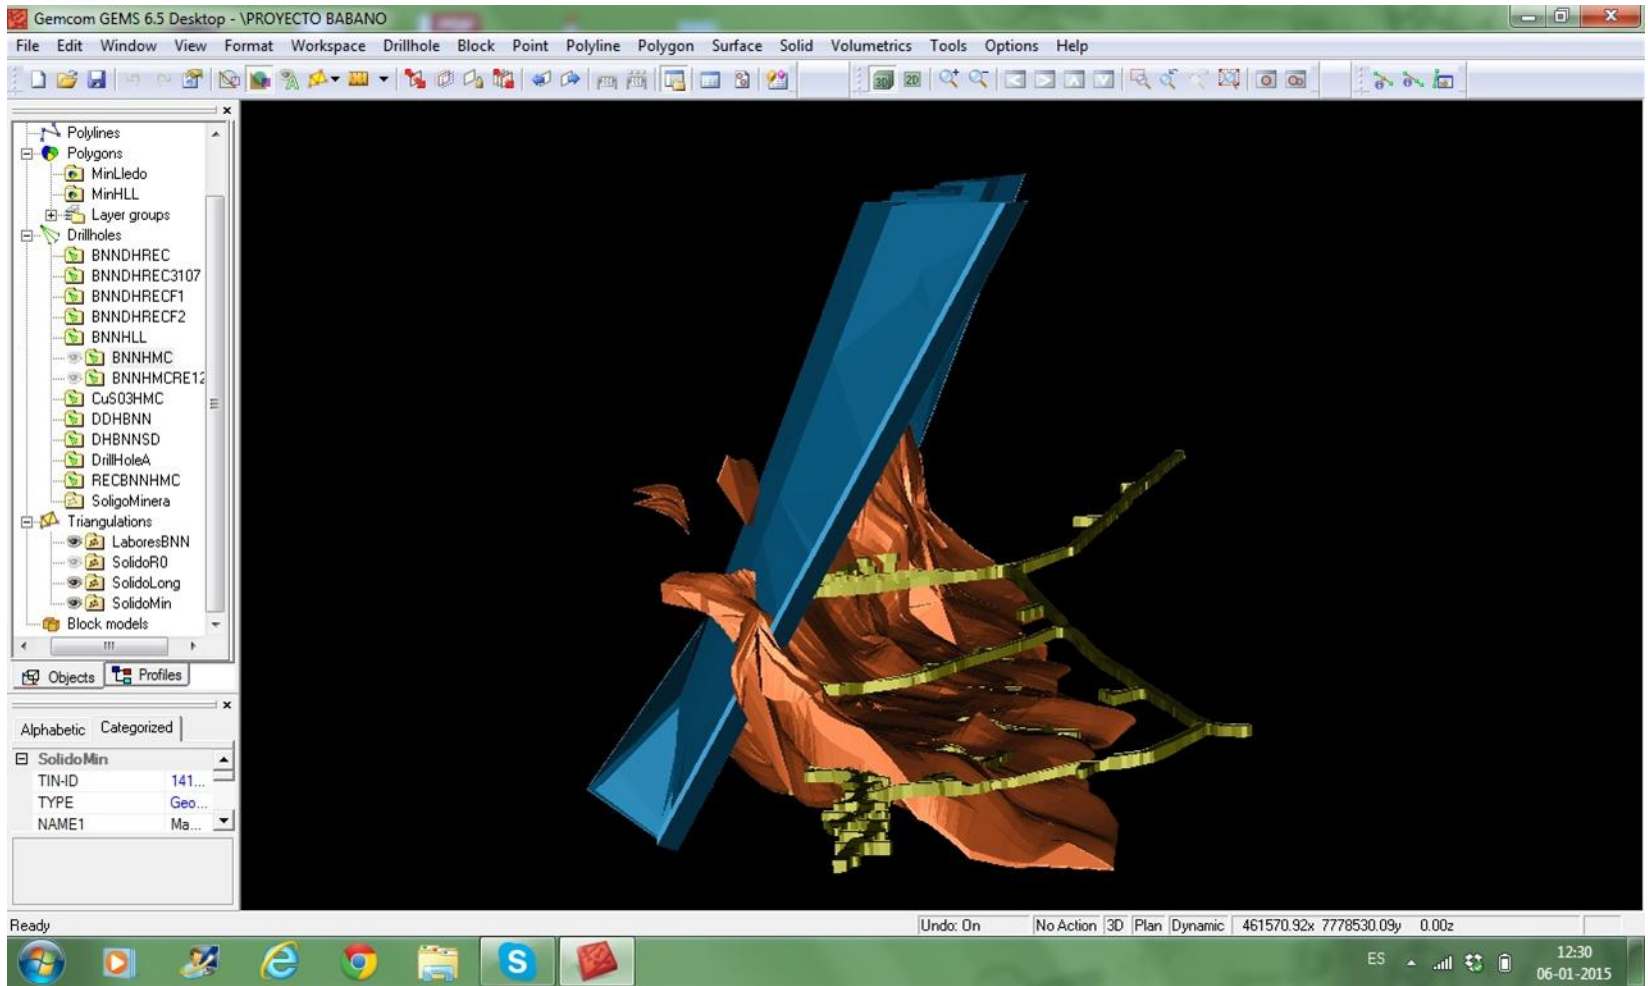 Gemcom GEMS 6.5 Desktop - \PROYECTO BABANO
File Edit Window View Format Workspace Drillhole Block Point Polyline Polygon Surface Solid Volumetrics Tools Options Help
3D 2D
Polylines
Polygons
MinLledo
MinHLL
Layer groups
Drillholes
BNNDHREC
BNNDHREC3107
BNNDHRECF1
BNNDHRECF2
BNNHLL
BNNHMC
BNNHMCRE12
CuS03HMC
DDHBNN
DHBNNSD
DrillHoleA
RECBNNHMC
SoligoMinera
Triangulations
LaboresBNN
SolidoR0
SolidoLong
SolidoMin
Block models
Objects Profiles
Alphabetic Categorized
SolidoMin
TIN-ID 141...
TYPE Geo...
NAME1 Ma...
Ready Undo: On No Action 3D Plan Dynamic 461570.92x 7778530.09y 0.00z
ES 12:30
06-01-2015